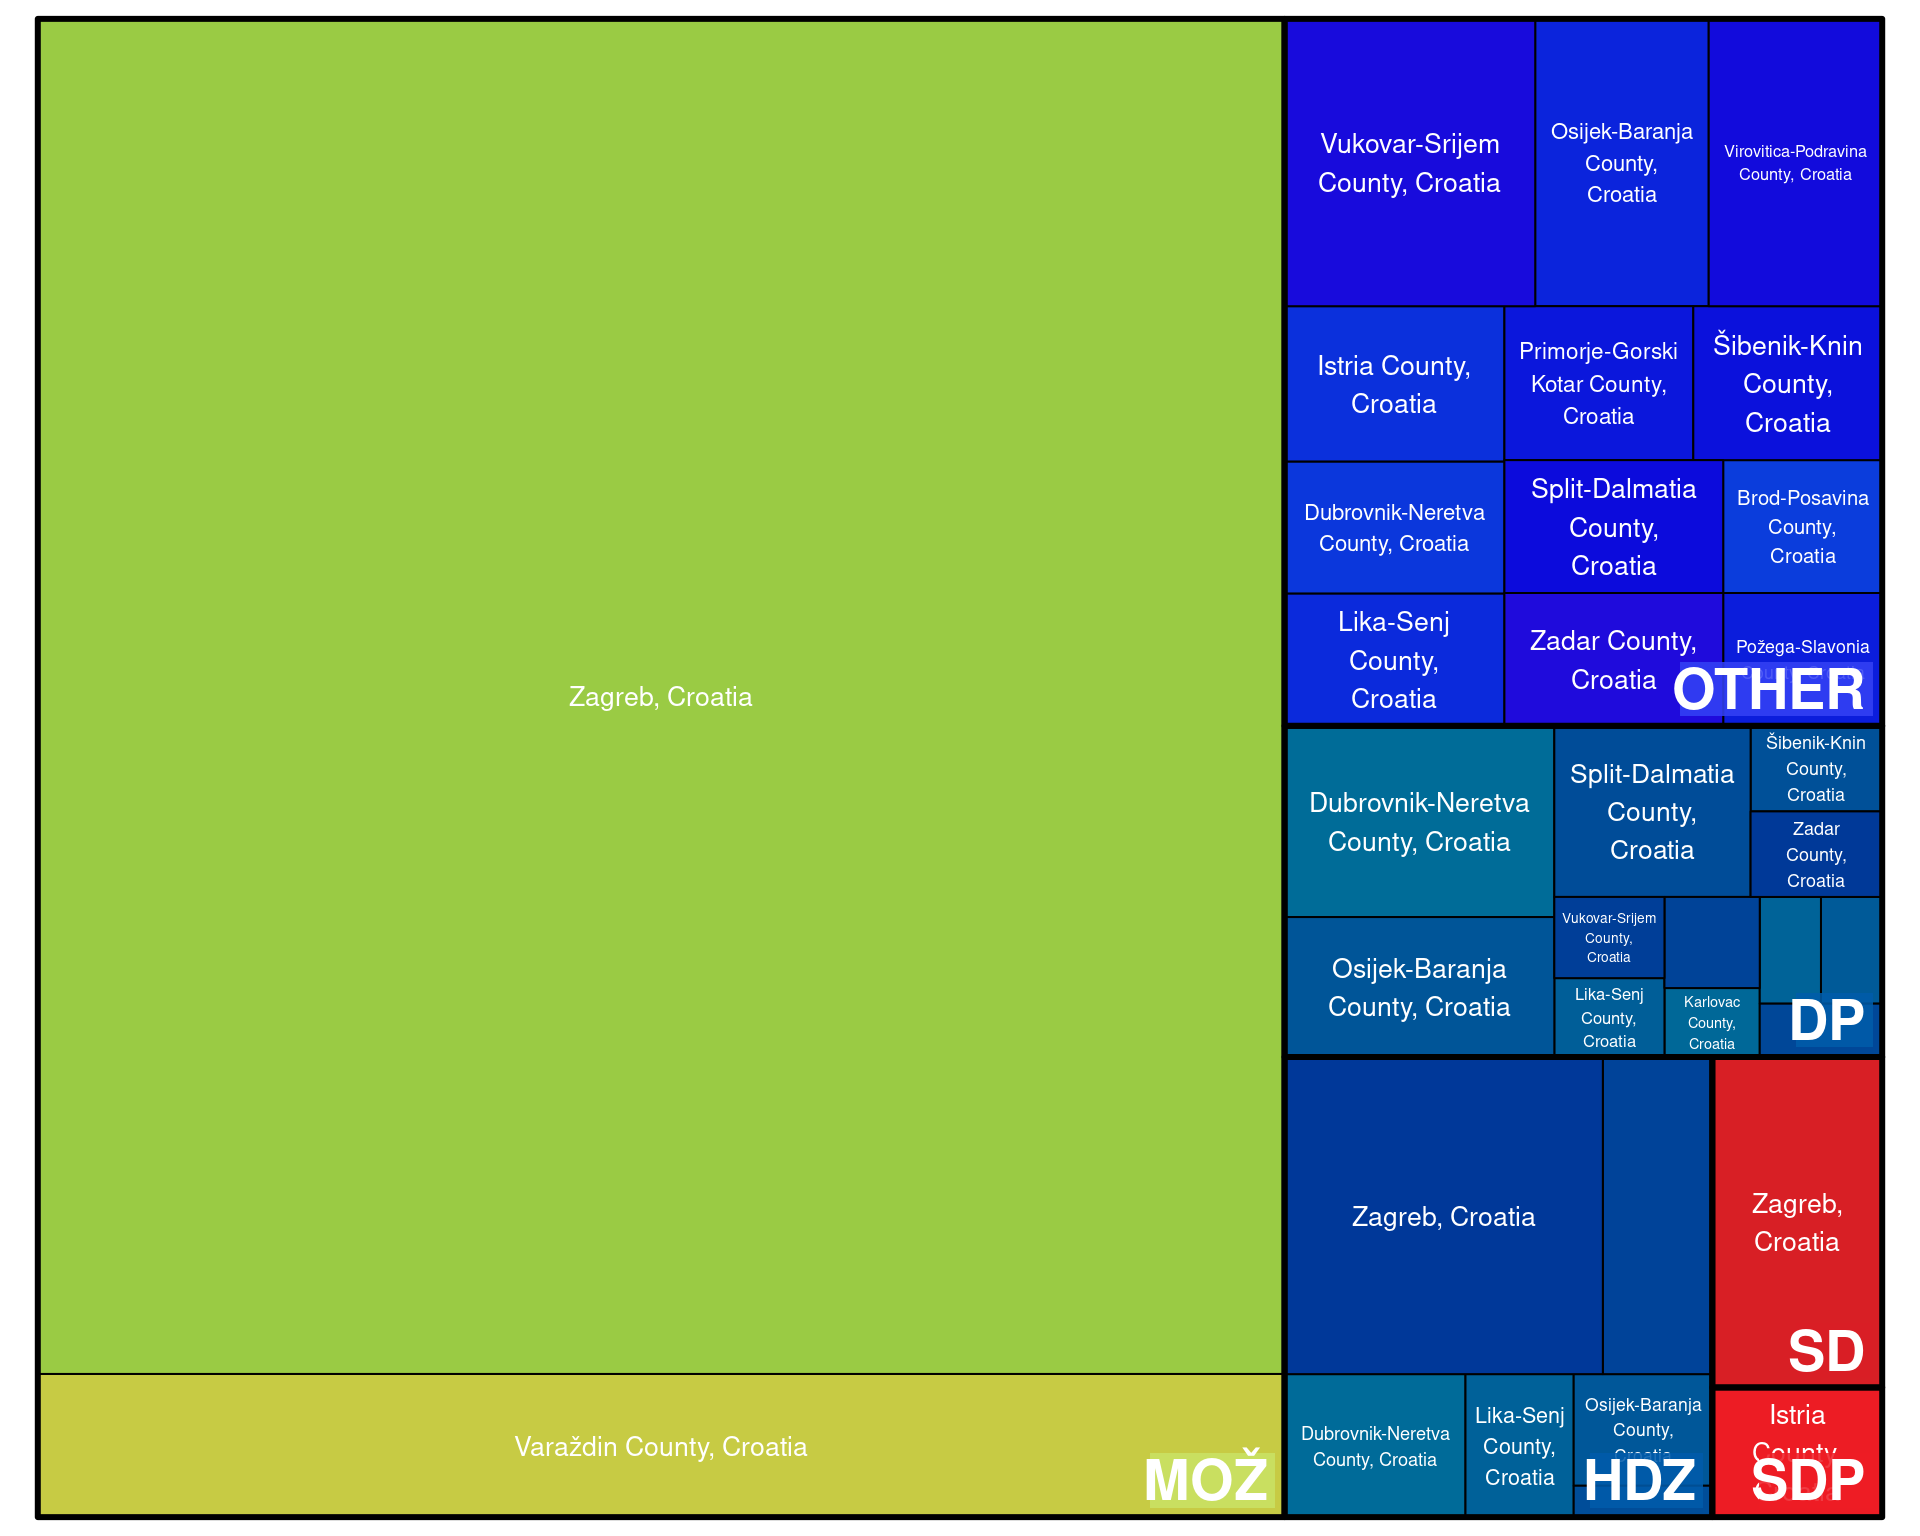 Zagreb, Croatia
Varaždin County, Croatia
MOŽ
Vukovar-Srijem
County, Croatia
Osijek-Baranja
County,
Croatia
Virovitica-Podravina
County, Croatia
Istria County,
Croatia
Primorje-Gorski
Kotar County,
Croatia
Šibenik-Knin
County,
Croatia
Dubrovnik-Neretva
County, Croatia
Split-Dalmatia
County,
Croatia
Brod-Posavina
County,
Croatia
Lika-Senj
County,
Croatia
Zadar County,
Croatia
Požega-Slavonia
OTHER
Dubrovnik-Neretva
County, Croatia
Osijek-Baranja
County, Croatia
Split-Dalmatia
County,
Croatia
Šibenik-Knin
County,
Croatia
Zadar
County,
Croatia
Vukovar-Srijem
County,
Croatia
Lika-Senj
County,
Croatia
Karlovac
County,
Croatia
DP
Zagreb, Croatia
Dubrovnik-Neretva
County, Croatia
Lika-Senj
County,
Croatia
Osijek-Baranja
County,
Croatia
HDZ
Zagreb,
Croatia
SD
Istria
County,
SDP